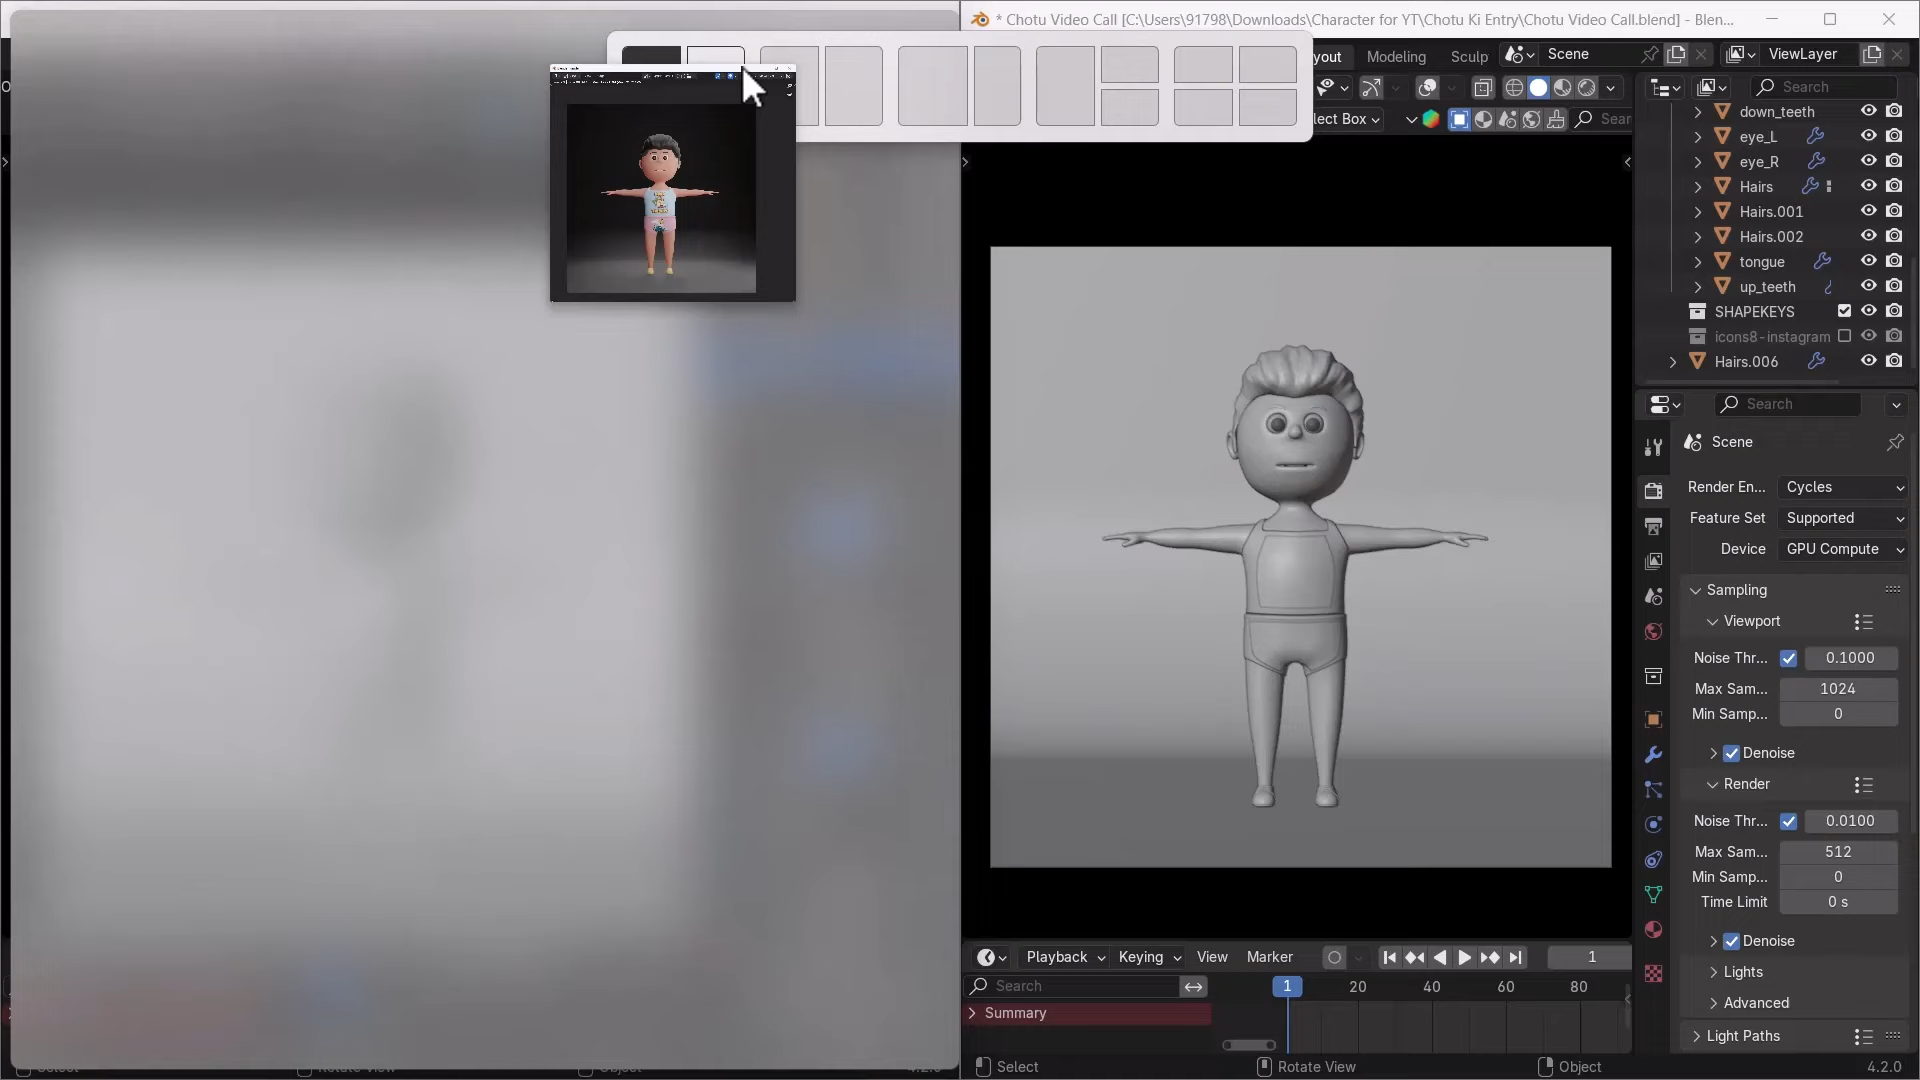 * Chotu Video Call [C:\Users\91798\Downloads\Character for YT\Chotu Ki Entry\Chotu Video Call.blend] - Blen...
yout
Modeling
Sculp
Scene
ViewLayer
Search
lect Box
Sear
down_teeth
eye_L
eye_R
Hairs
Hairs.001
Hairs.002
tongue
up_teeth
SHAPEKEYS
icons8-instagram
Hairs.006
Search
Scene
Render En... Cycles
Feature Set Supported
Device GPU Compute
Sampling
Viewport
Noise Thr... 0.1000
Max Sam... 1024
Min Samp... 0
Denoise
Render
Noise Thr... 0.0100
Max Sam... 512
Min Samp... 0
Time Limit 0 s
Denoise
Lights
Advanced
Light Paths
Playback Keying View Marker 1
Search 1 20 40 60 80
Summary
Select Rotate View Object 4.2.0